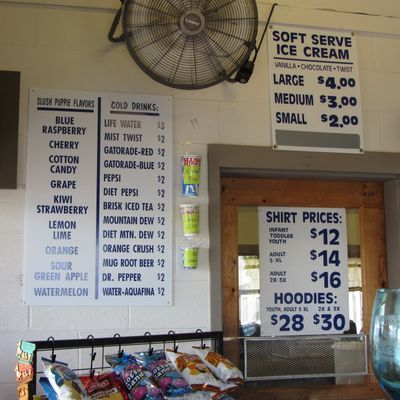 SLUSH PUPPIE FLAVORS
BLUE
RASPBERRY
CHERRY
COTTON
CANDY
GRAPE
KIWI
STRAWBERRY
LEMON
LIME
ORANGE
SOUR
GREEN APPLE
WATERMELON
COLD DRINKS:
LIFE WATER $3
MIST TWIST $2
GATORADE-RED $2
GATORADE-BLUE $2
PEPSI $2
DIET PEPSI $2
BRISK ICED TEA $2
MOUNTAIN DEW $2
DIET MTN. DEW $2
ORANGE CRUSH $2
MUG ROOT BEER $2
DR. PEPPER $2
WATER-AQUAFINA $2
SOFT SERVE
ICE CREAM
VANILLA • CHOCOLATE • TWIST
LARGE $4.00
MEDIUM $3.00
SMALL $2.00
SHIRT PRICES:
INFANT
TODDLER
YOUTH $12
ADULT
S-XL $14
ADULT
2X-3X $16
HOODIES:
YOUTH, ADULT 2X-3X
$28 $30